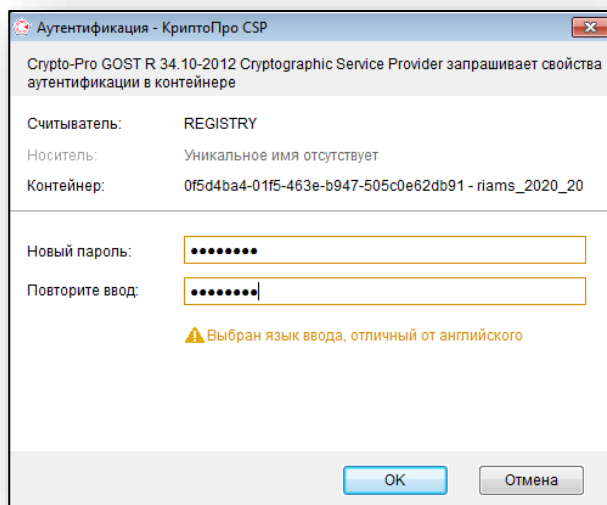 Аутентификация - КриптоПро CSP
Crypto-Pro GOST R 34.10-2012 Cryptographic Service Provider запрашивает свойства
аутентификации в контейнере
Считыватель: REGISTRY
Носитель: Уникальное имя отсутствует
Контейнер: 0f5d4ba4-01f5-463e-b947-505c0e62db91 - riams_2020_20
Новый пароль: ●●●●●●●●
Повторите ввод: ●●●●●●●●
Выбран язык ввода, отличный от английского
OK Отмена